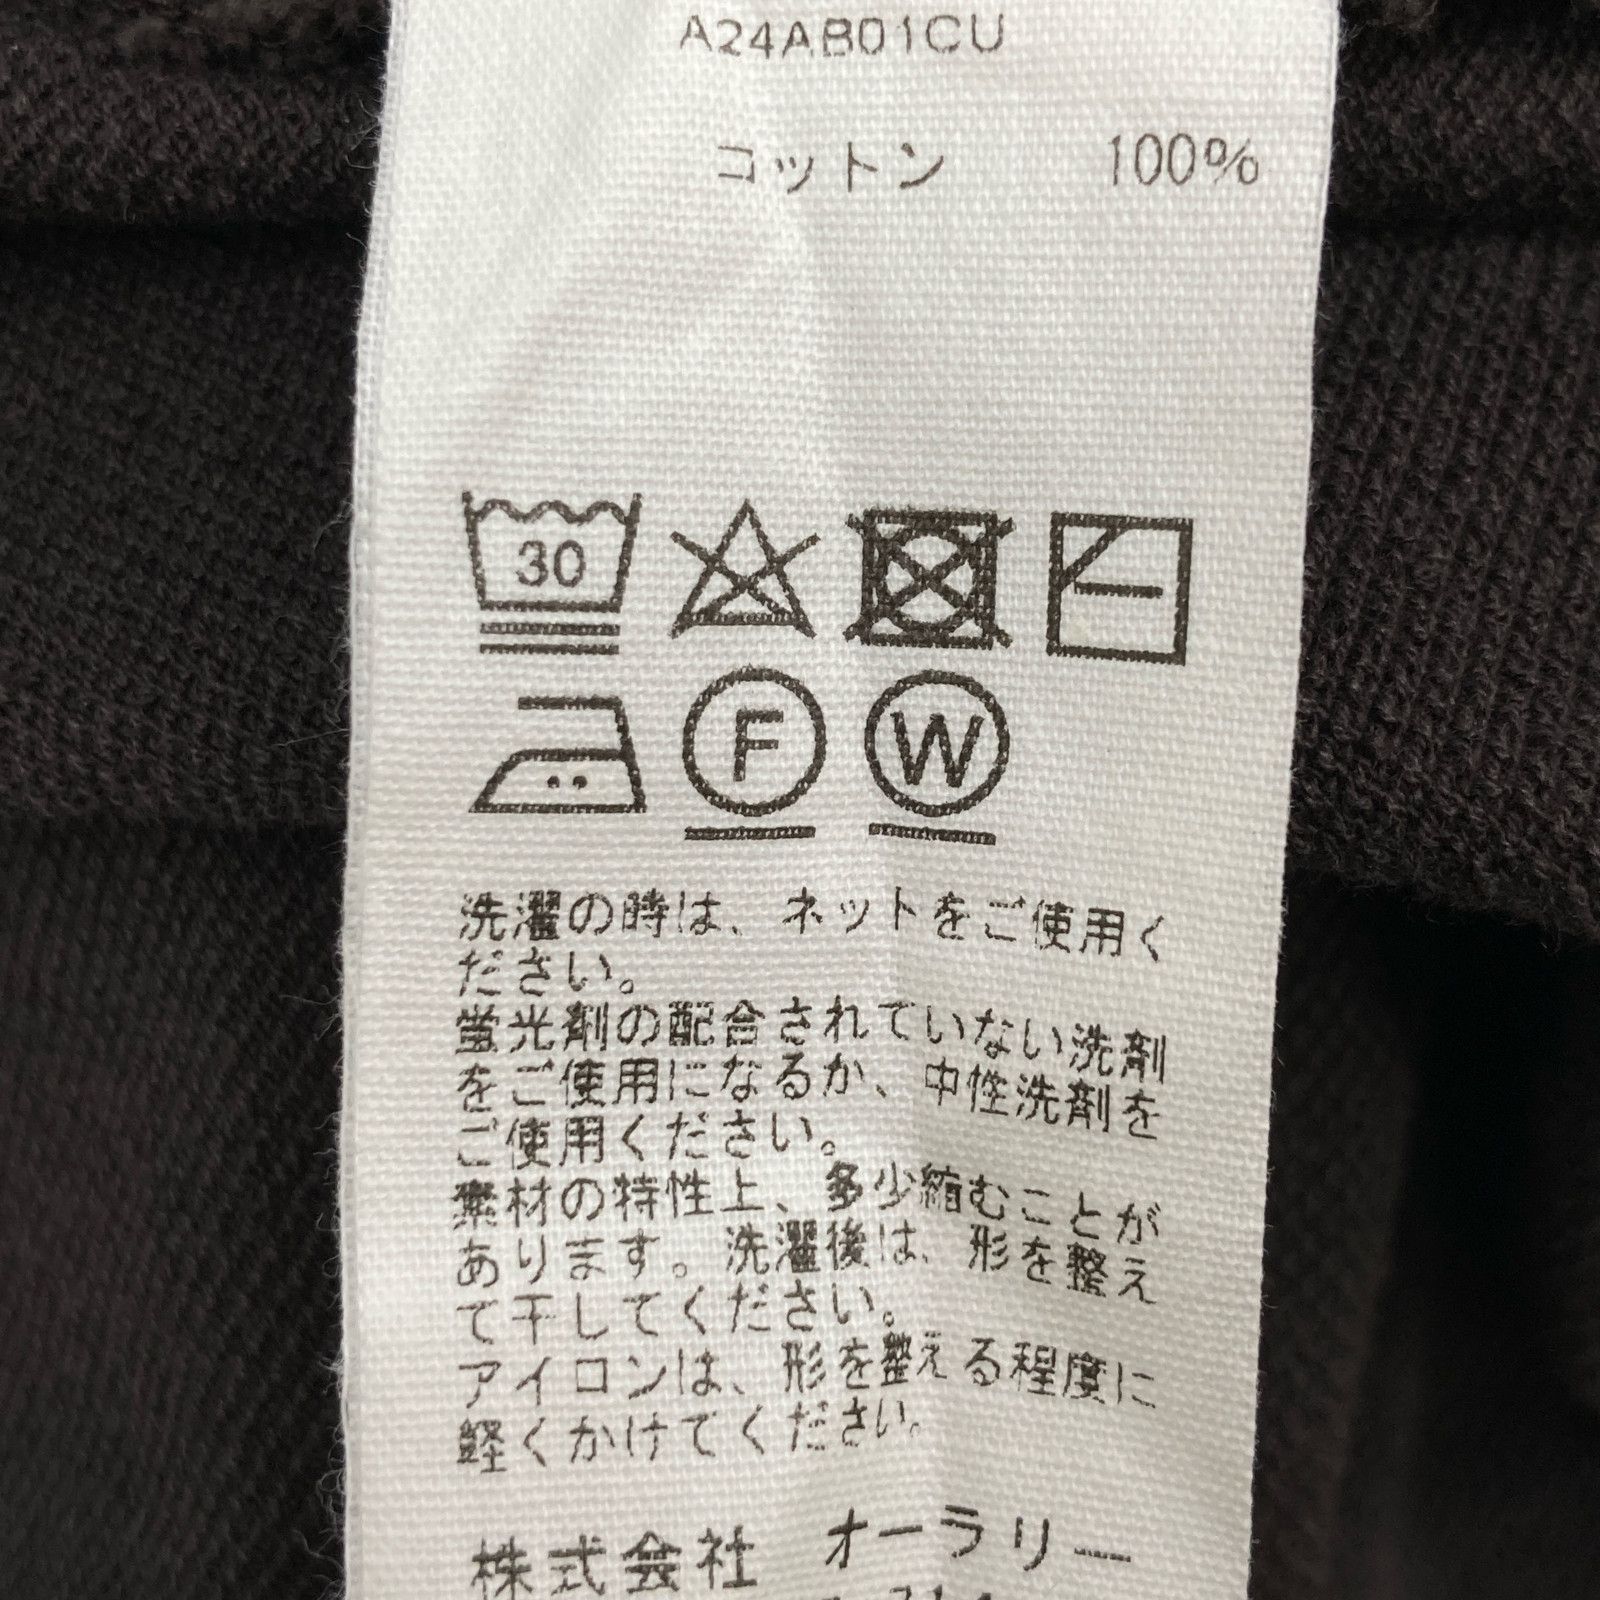 A24AB01CU
コットン 100%
30
F W
洗濯の時は、ネットをご使用く
ださい。
蛍光剤の配合されていない洗剤
をご使用になるか、中性洗剤を
ご使用ください。
素材の特性上、多少縮むことが
あります。洗濯後は、形を整え
て干してください。
アイロンは、形を整える程度に
軽くかけてください。
株式会社 オーラリー